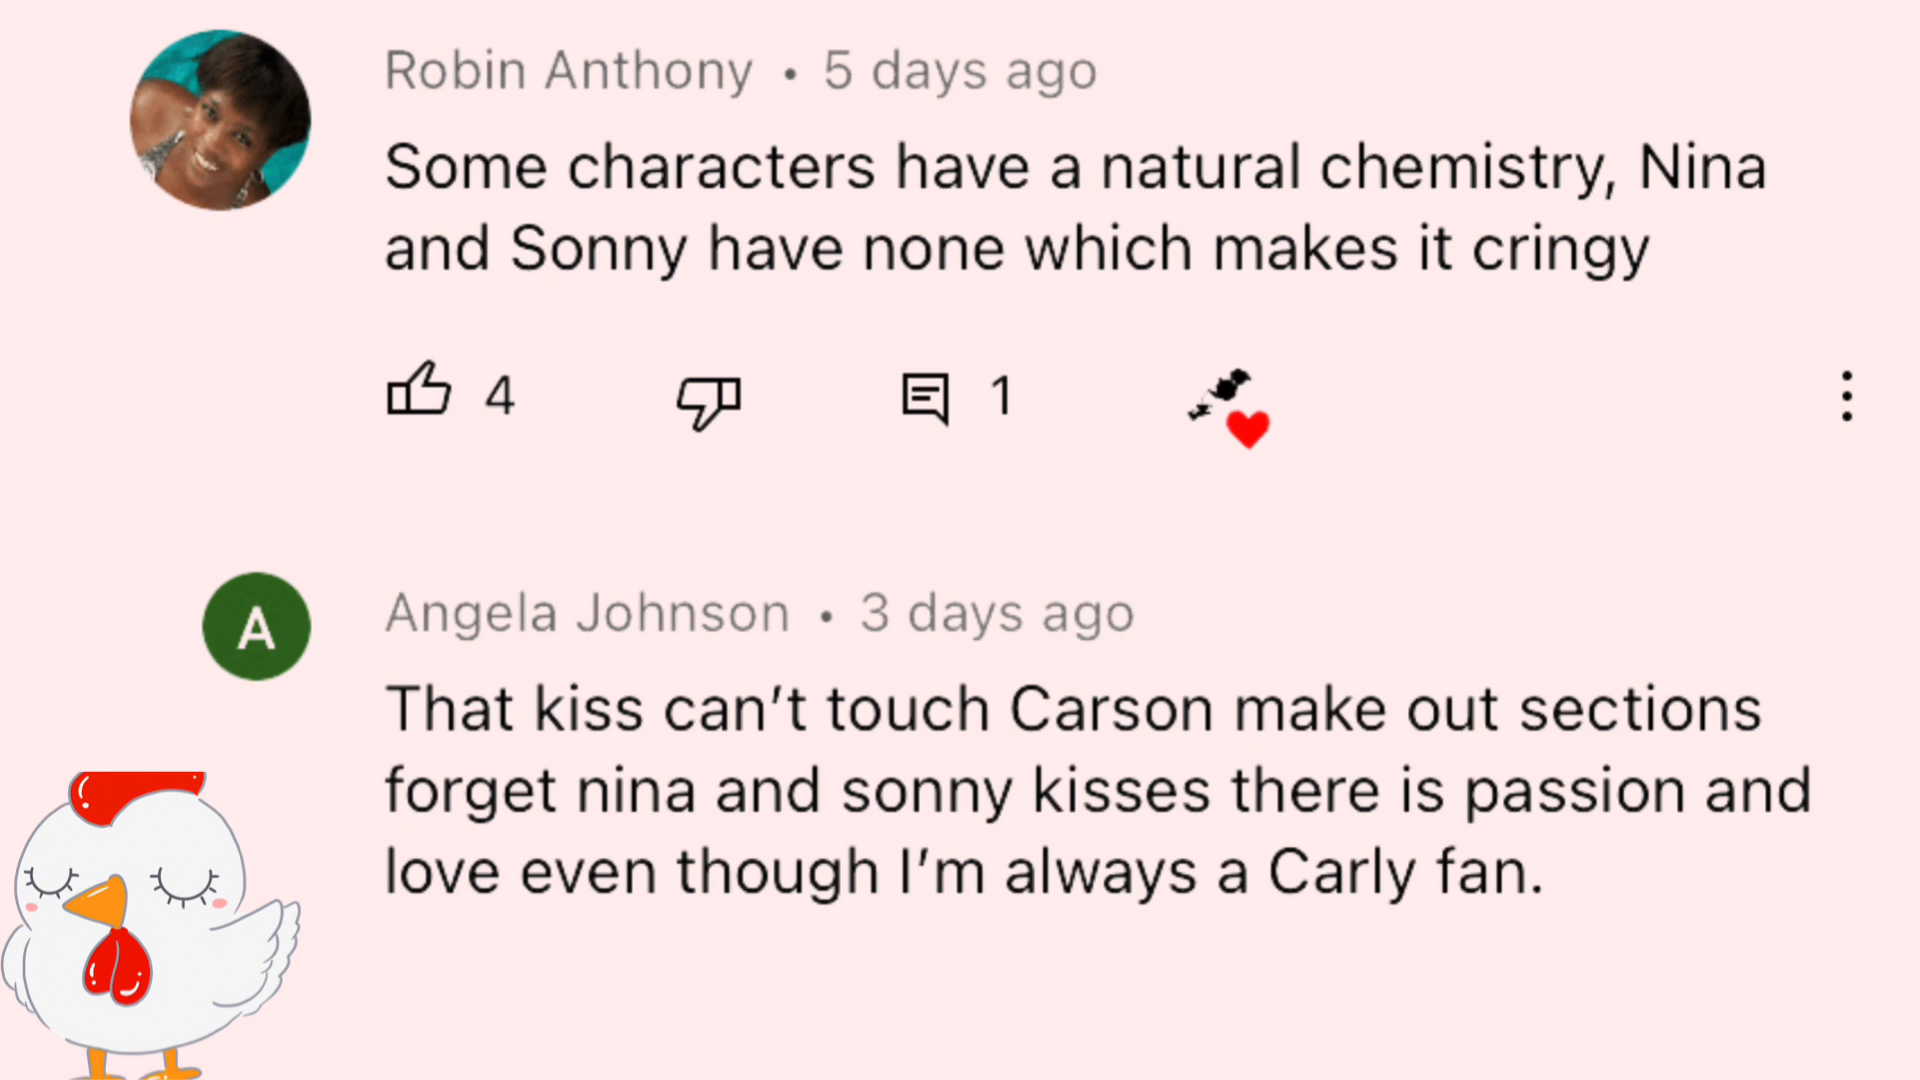 Robin Anthony • 5 days ago
Some characters have a natural chemistry, Nina
and Sonny have none which makes it cringy
4 1
A
Angela Johnson • 3 days ago
That kiss can’t touch Carson make out sections
forget nina and sonny kisses there is passion and
love even though I’m always a Carly fan.